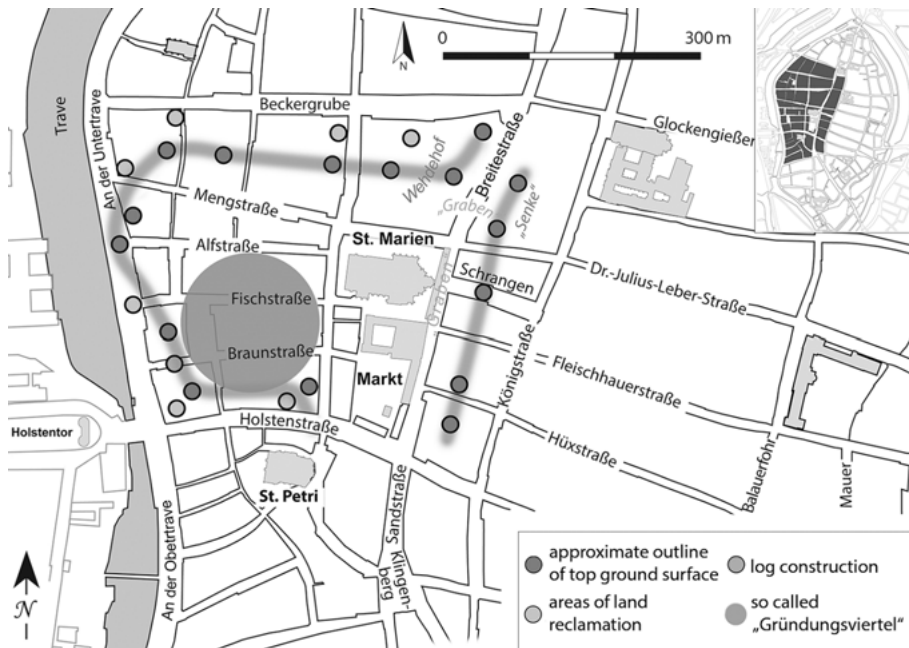 0
300 m
N
Beckergrube
Trave
An der Untertrave
Glockengießer
Wehdehof
Breitestraße
Mengstraße
„Graben
„Senke“
Alfstraße
St. Marien
Schrangen
Dr.-Julius-Leber-Straße
Graben“
Fischstraße
Braunstraße
Königstraße
Fleischhauerstraße
Markt
Holstentor
Holstenstraße
Hüxstraße
St. Petri
Balauerfohr
Mauer
Sandstraße
An der Obetrtrave
Klingen-
berg
N
approximate outline
of top ground surface
log construction
areas of land
reclamation
so called
„Gründungsviertel“